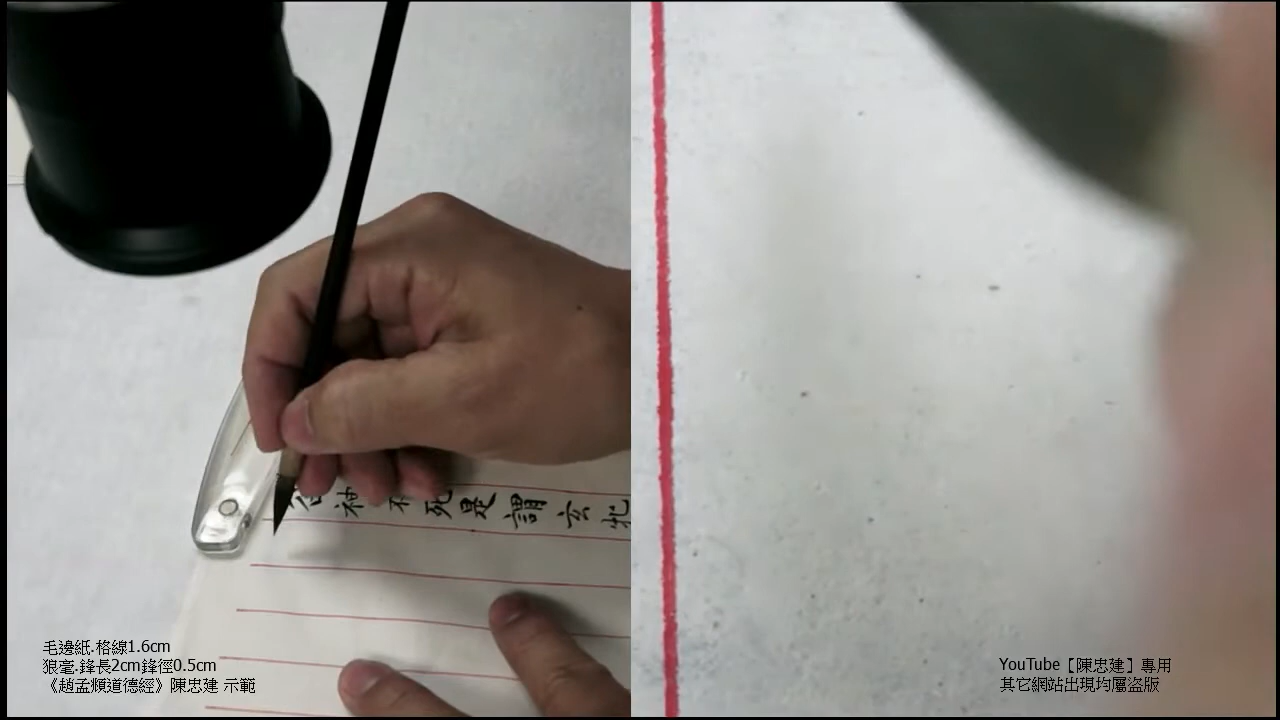 谷神不死是謂玄牝
毛邊紙.格線1.6cm
狼毫.鋒長2cm鋒徑0.5cm
《趙孟頫道德經》陳忠建 示範
YouTube［陳忠建］專用
其它網站出現均屬盜版